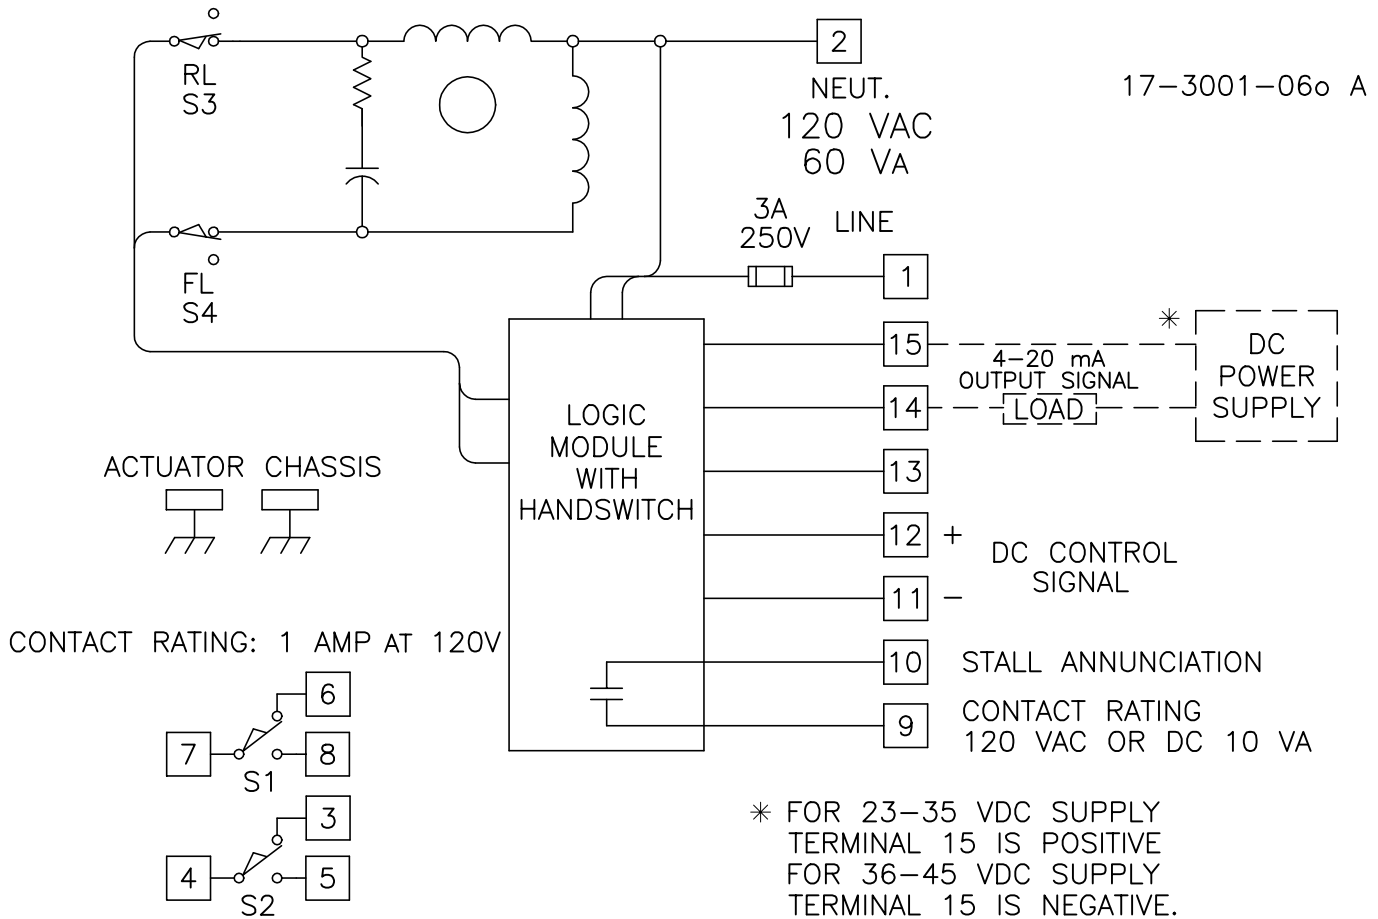 RL
S3
2
NEUT.
120 VAC
60 VA
17-3001-06o A
3A
250V
LINE
1
FL
S4
15
4-20 mA
OUTPUT SIGNAL
*
DC
POWER
SUPPLY
14
LOAD
LOGIC
MODULE
WITH
HANDSWITCH
13
12 +
DC CONTROL
SIGNAL
11 -
ACTUATOR CHASSIS
10 STALL ANNUNCIATION
9
CONTACT RATING
120 VAC OR DC 10 VA
CONTACT RATING: 1 AMP AT 120V
6
7
8
S1
3
4
5
S2
* FOR 23-35 VDC SUPPLY
TERMINAL 15 IS POSITIVE
FOR 36-45 VDC SUPPLY
TERMINAL 15 IS NEGATIVE.